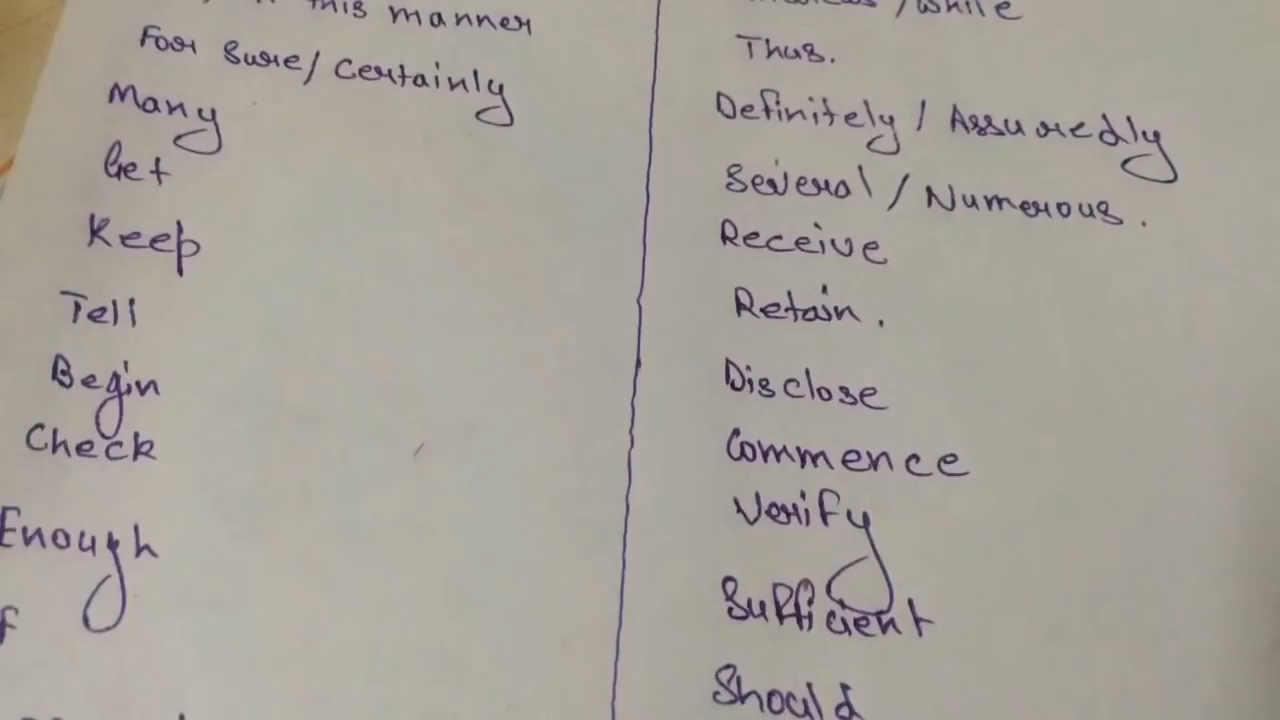 this manner /while
Thus.
For Sure/ Certainly Definitely / Assuredly
Many Several / Numerous.
Get Receive
Keep Retain.
Tell Disclose
Begin Commence
Check Verify
Enough Sufficient
f Should